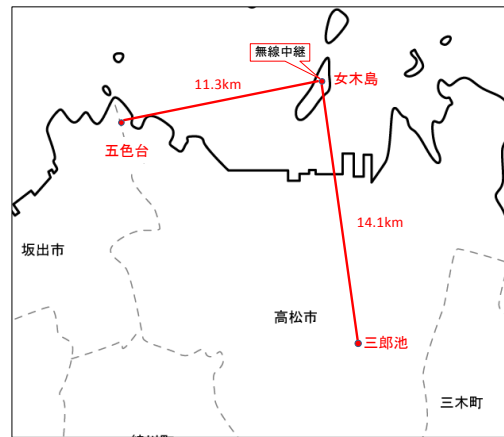 無線中継
女木島
11.3km
五色台
14.1km
坂出市
高松市
三郎池
三木町